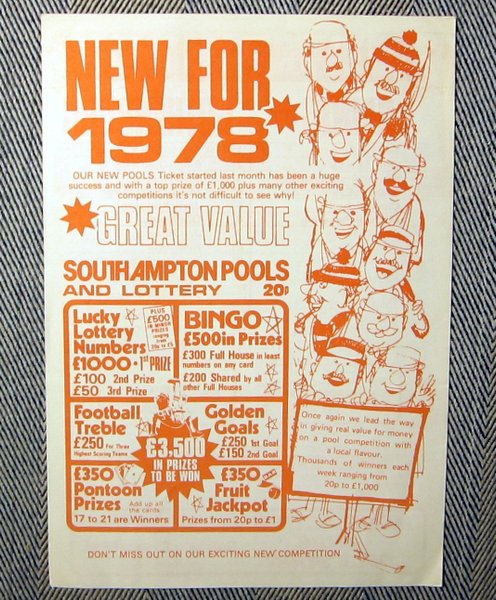 NEW FOR
1978
OUR NEW POOLS Ticket started last month has been a huge
success and with a top prize of £1,000 plus many other exciting
competitions it's not difficult to see why!
GREAT VALUE
SOUTHAMPTON POOLS
AND LOTTERY 20p
Lucky
Lottery
Numbers
£1000 • 1st PRIZE
£100 2nd Prize
£50 3rd Prize
PLUS
£500
IN MINOR
PRIZES
ranging
from
20p to £5
BINGO
£500 in Prizes
£300 Full House in least
numbers on any card
£200 Shared by all
other Full Houses
Football
Treble
£250 For Three
Highest Scoring Teams
Golden
Goals
£250 1st Goal
£150 2nd Goal
£3,500
IN PRIZES
TO BE WON
£350
Pontoon
Prizes Add up all
the cards
17 to 21 are Winners
£350
Fruit
Jackpot
Prizes from 20p to £1
Once again we lead the way
in giving real value for money
on a pool competition with
a local flavour.
Thousands of winners each
week ranging from
20p to £1,000
DON'T MISS OUT ON OUR EXCITING NEW COMPETITION